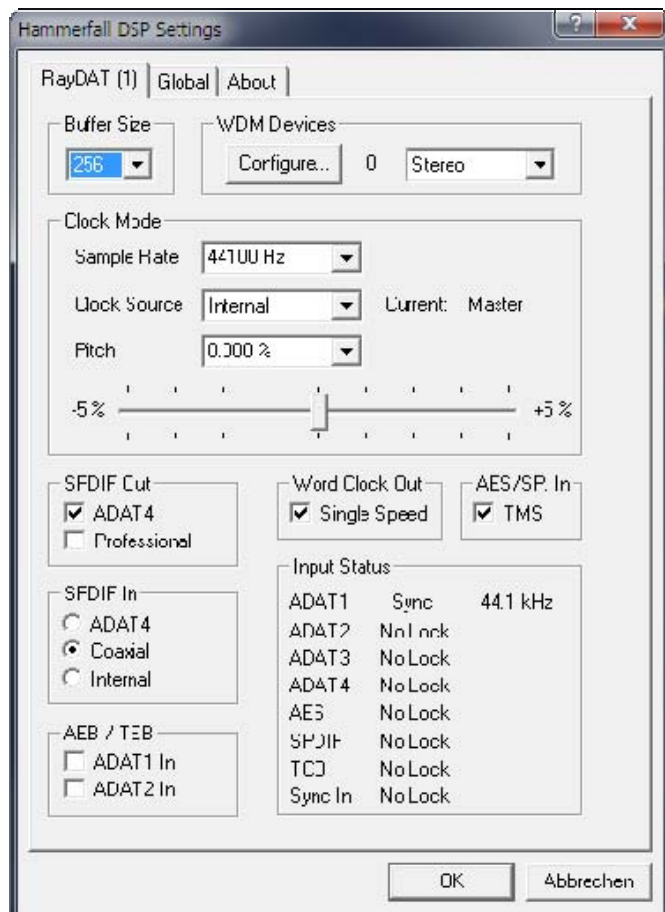 Hammerfall DSP Settings
RayDAT (1) Global About
Buffer Size
256
WDM Devices
Configure... 0 Stereo
Clock Mode
Sample Rate 44100 Hz
Clock Source Internal Current: Master
Pitch 0.000 %
-5 % +5 %
SPDIF Out
ADAT4
Professional
Word Clock Out
Single Speed
AES/SP. In
TMS
SPDIF In
ADAT4
Coaxial
Internal
AEB / TEB
ADAT1 In
ADAT2 In
Input Status
ADAT1 Sync 44.1 kHz
ADAT2 No Lock
ADAT3 No Lock
ADAT4 No Lock
AES No Lock
SPDIF No Lock
TCO No Lock
Sync In No Lock
OK Abbrechen